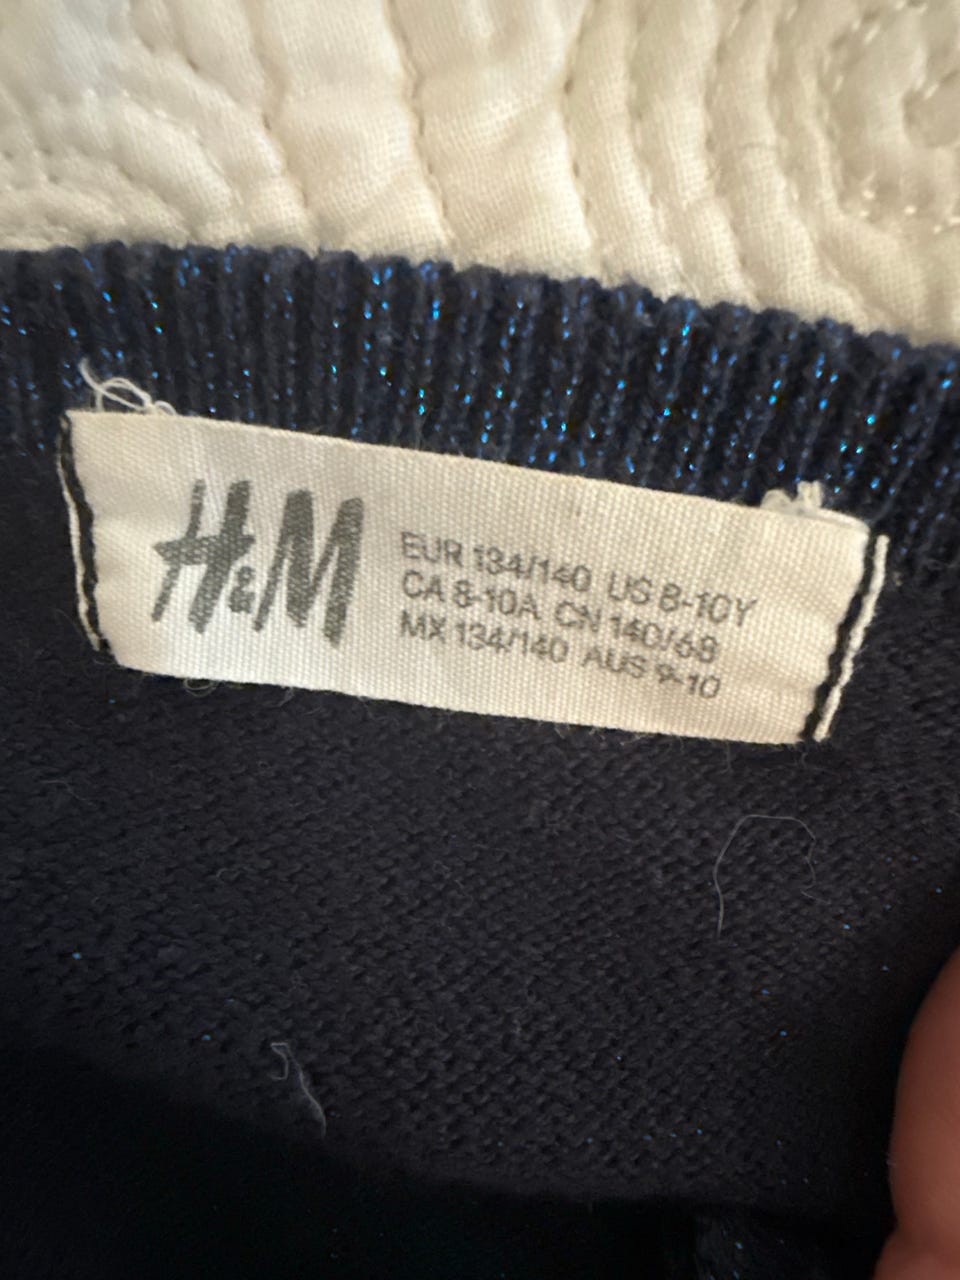 H&M
EUR 134/140 US 8-10Y
CA 8-10A CN 140/68
MX 134/140 AUS 9-10